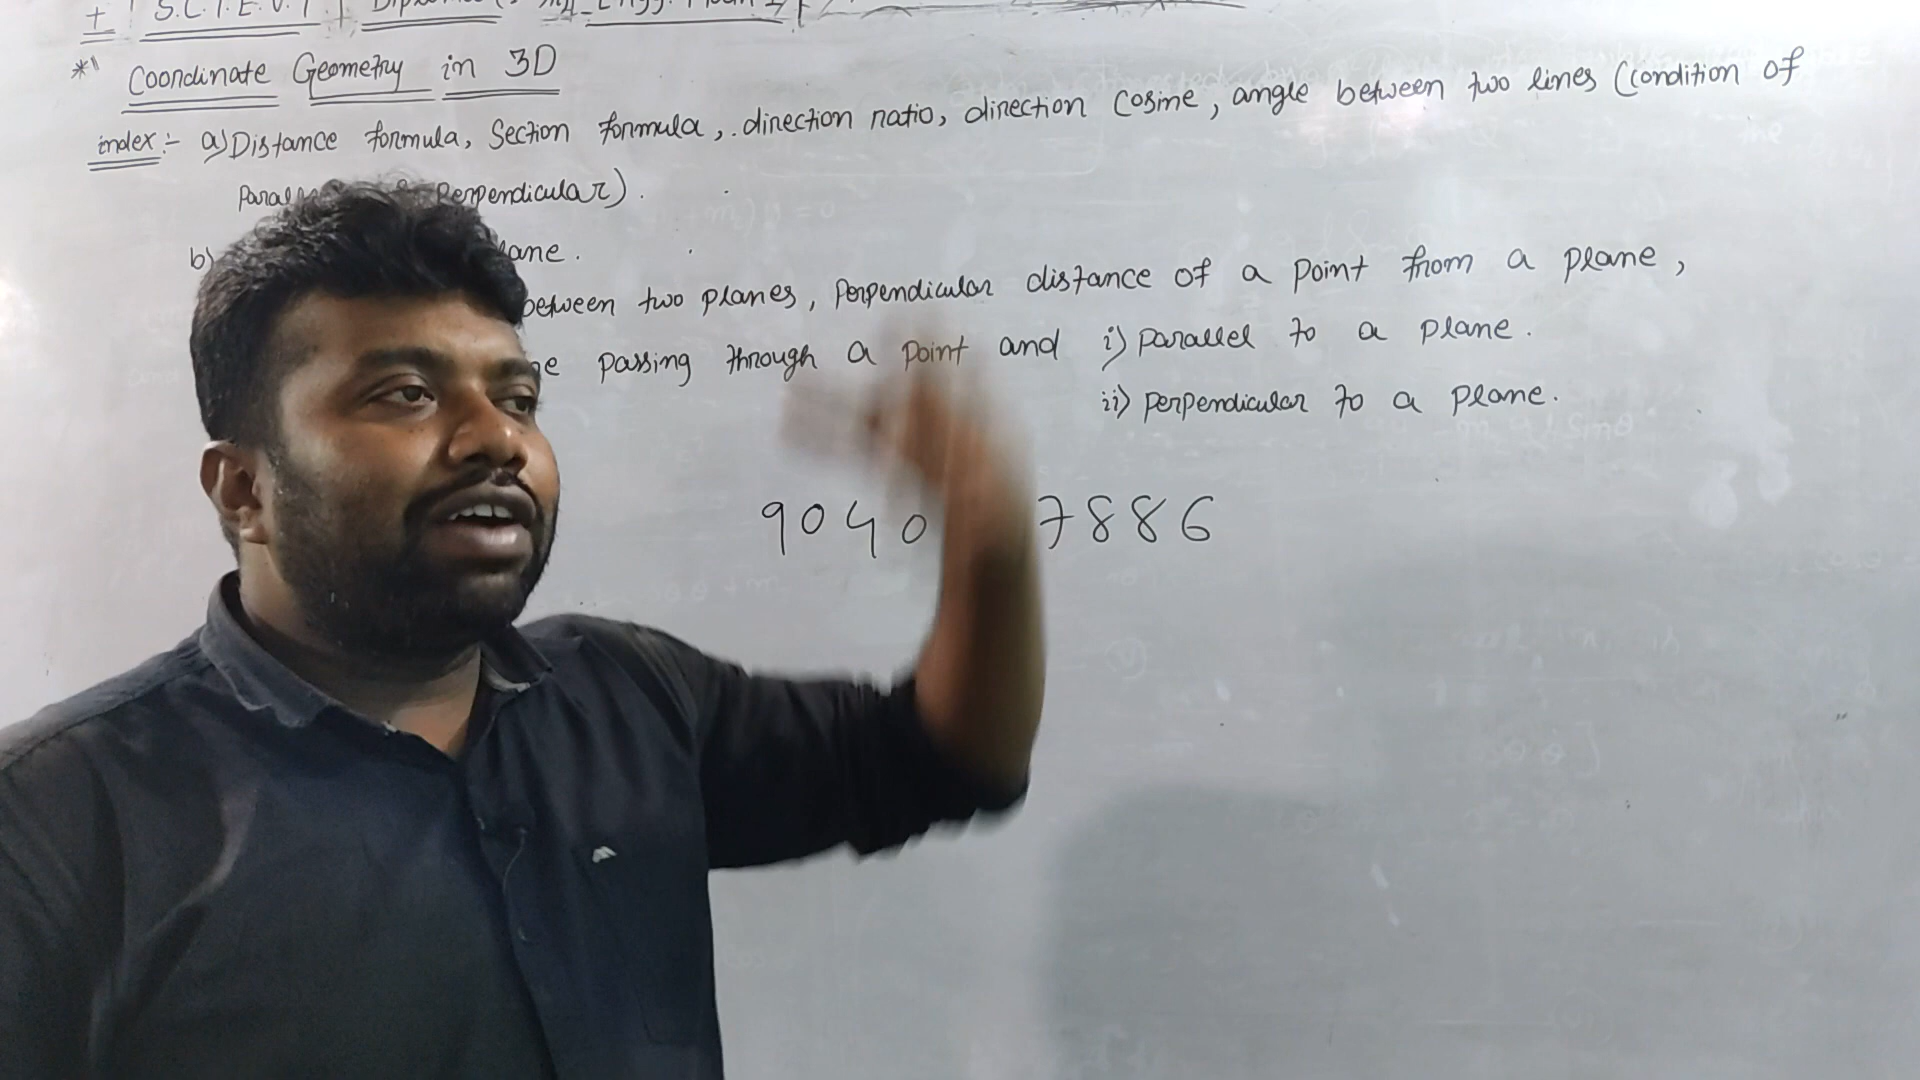 + S.C.T.E.V.T
* Coordinate Geometry in 3D
index :- a) Distance formula, Section formula, direction ratio, direction Cosine, angle between two lines (condition of
Perpendicular).
b)
between two planes, Perpendicular distance of a Point from a plane,
passing through a point and i) parallel to a plane.
ii) perpendicular to a plane.
9040 7886